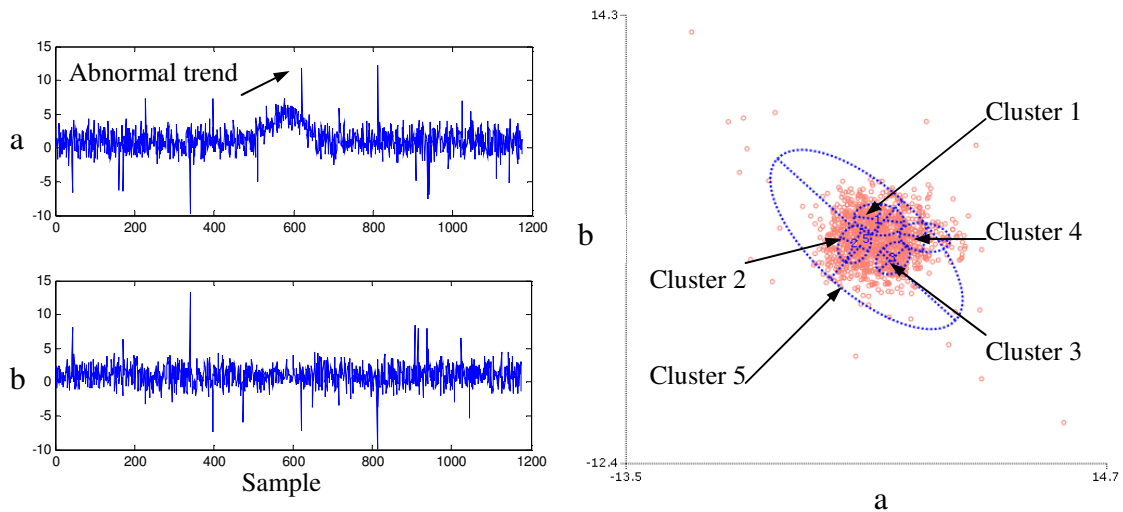 15
10
5
0
-5
-10
a
Abnormal trend
0 200 400 600 800 1000 1200
15
10
5
0
-5
-10
b
0 200 400 600 800 1000 1200
Sample
14.3
b
-12.4
-13.5 14.7
a
Cluster 1
Cluster 4
Cluster 2
Cluster 3
Cluster 5